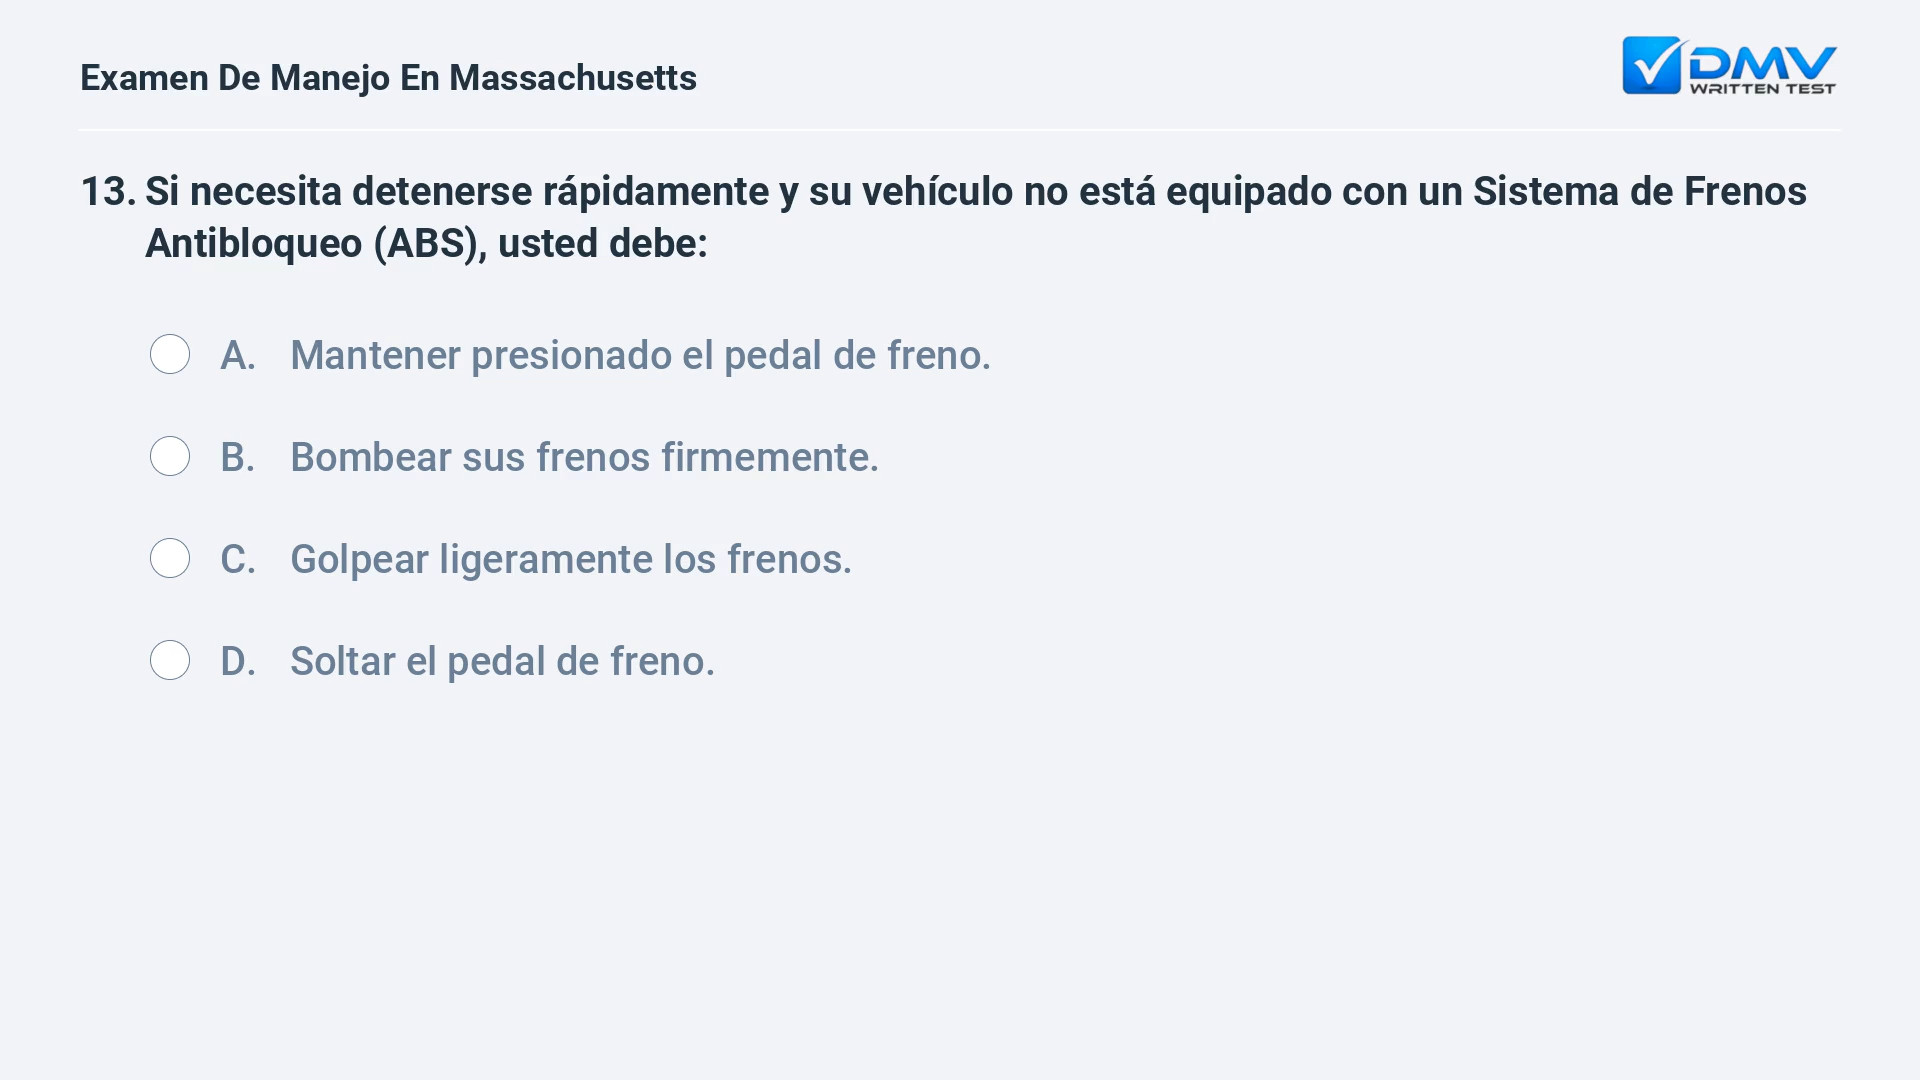 Examen De Manejo En Massachusetts
DMV
WRITTEN TEST
13. Si necesita detenerse rápidamente y su vehículo no está equipado con un Sistema de Frenos
Antibloqueo (ABS), usted debe:
A. Mantener presionado el pedal de freno.
B. Bombear sus frenos firmemente.
C. Golpear ligeramente los frenos.
D. Soltar el pedal de freno.